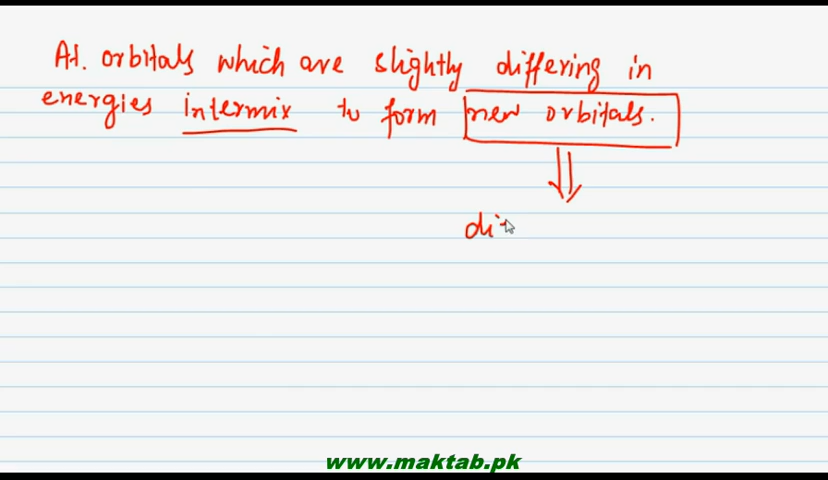 At. orbitals which are slightly differing in
energies intermix to form new orbitals.
di
www.maktab.pk